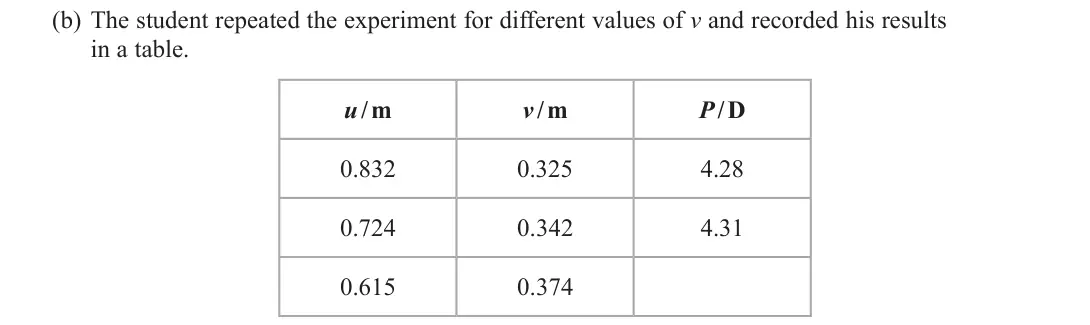 (b) The student repeated the experiment for different values of v and recorded his results
in a table.
u/m v/m P/D
0.832 0.325 4.28
0.724 0.342 4.31
0.615 0.374